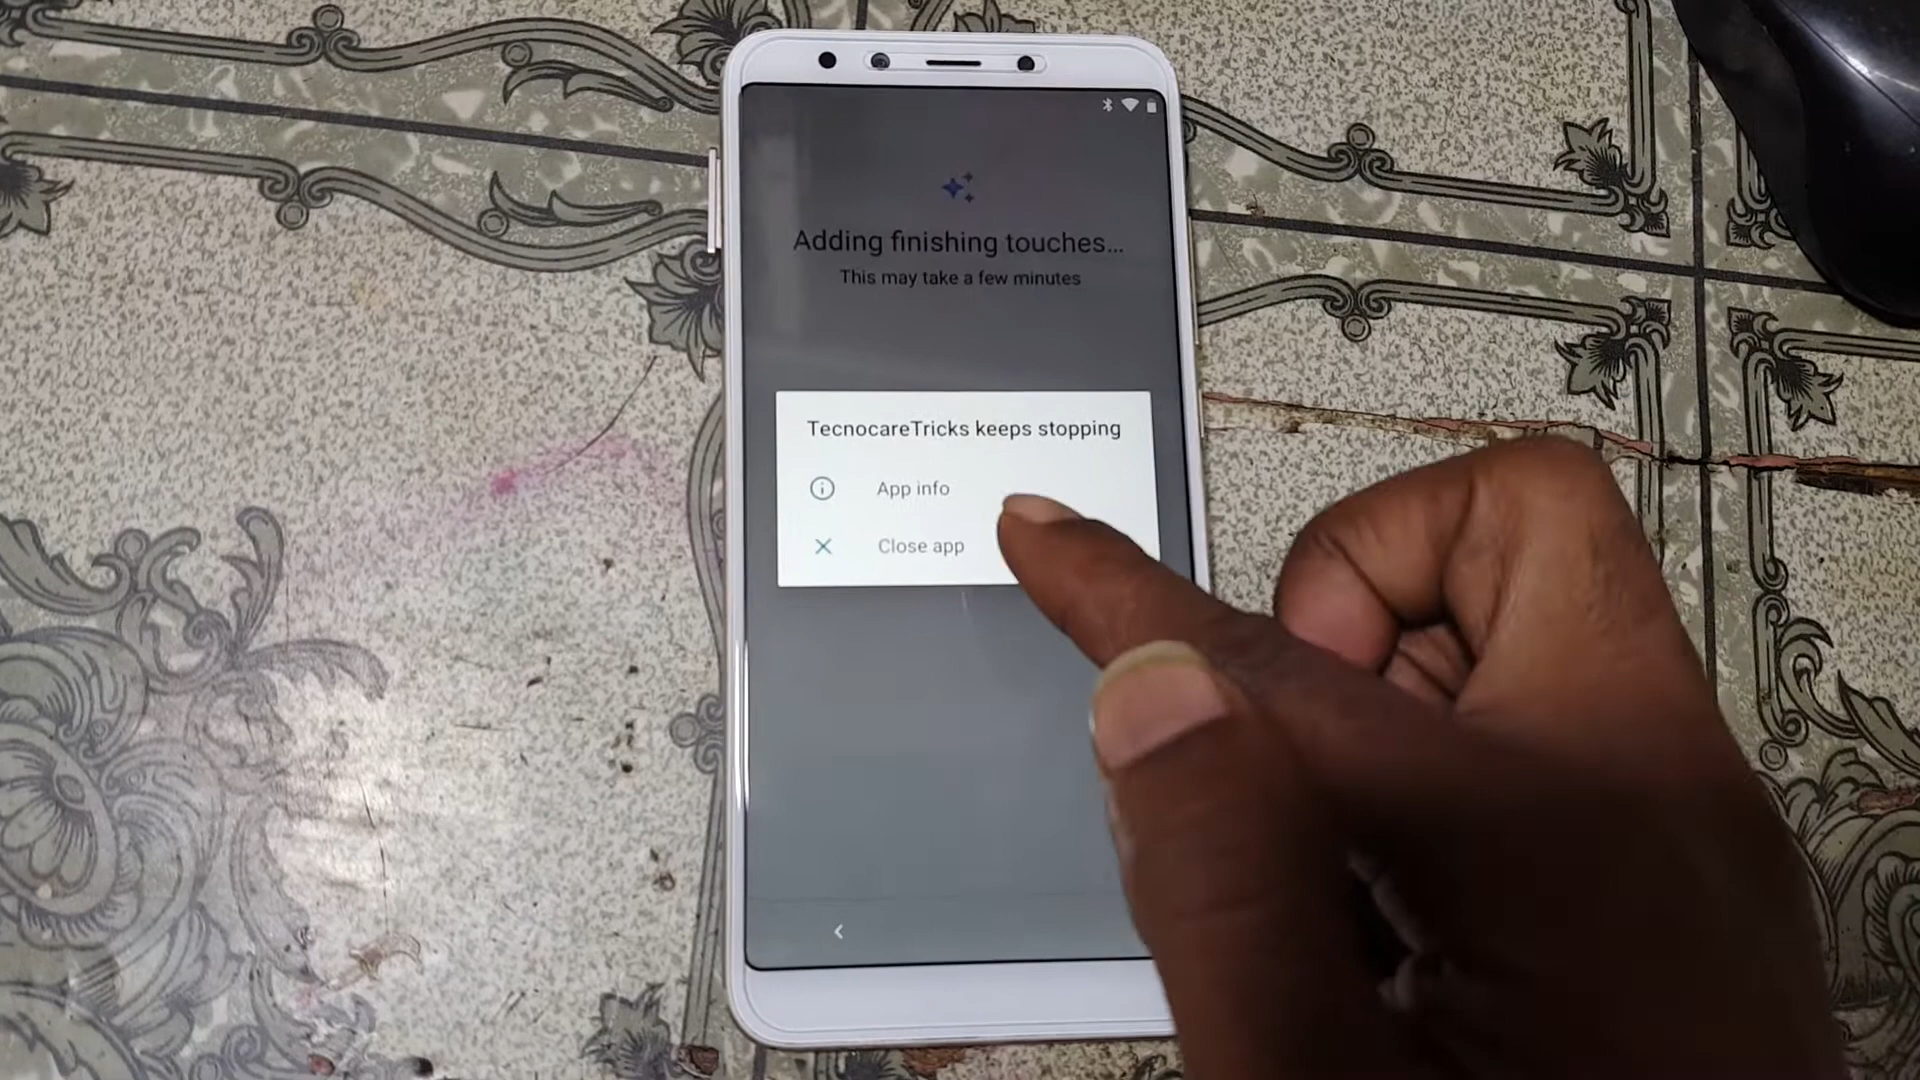 Adding finishing touches...
This may take a few minutes
TecnocareTricks keeps stopping
App info
Close app